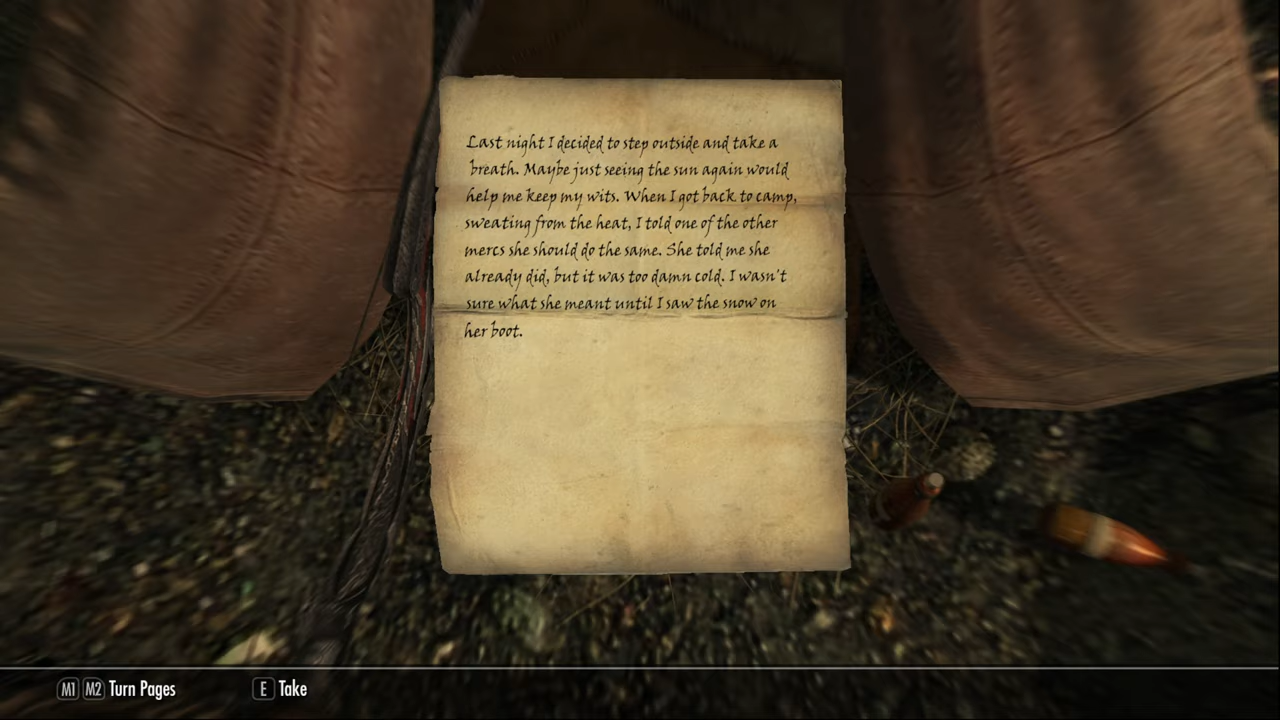 Last night I decided to step outside and take a
breath. Maybe just seeing the sun again would
help me keep my wits. When I got back to camp,
sweating from the heat, I told one of the other
mercs she should do the same. She told me she
already did, but it was too damn cold. I wasn't
sure what she meant until I saw the snow on
her boot.
M1 M2 Turn Pages E Take